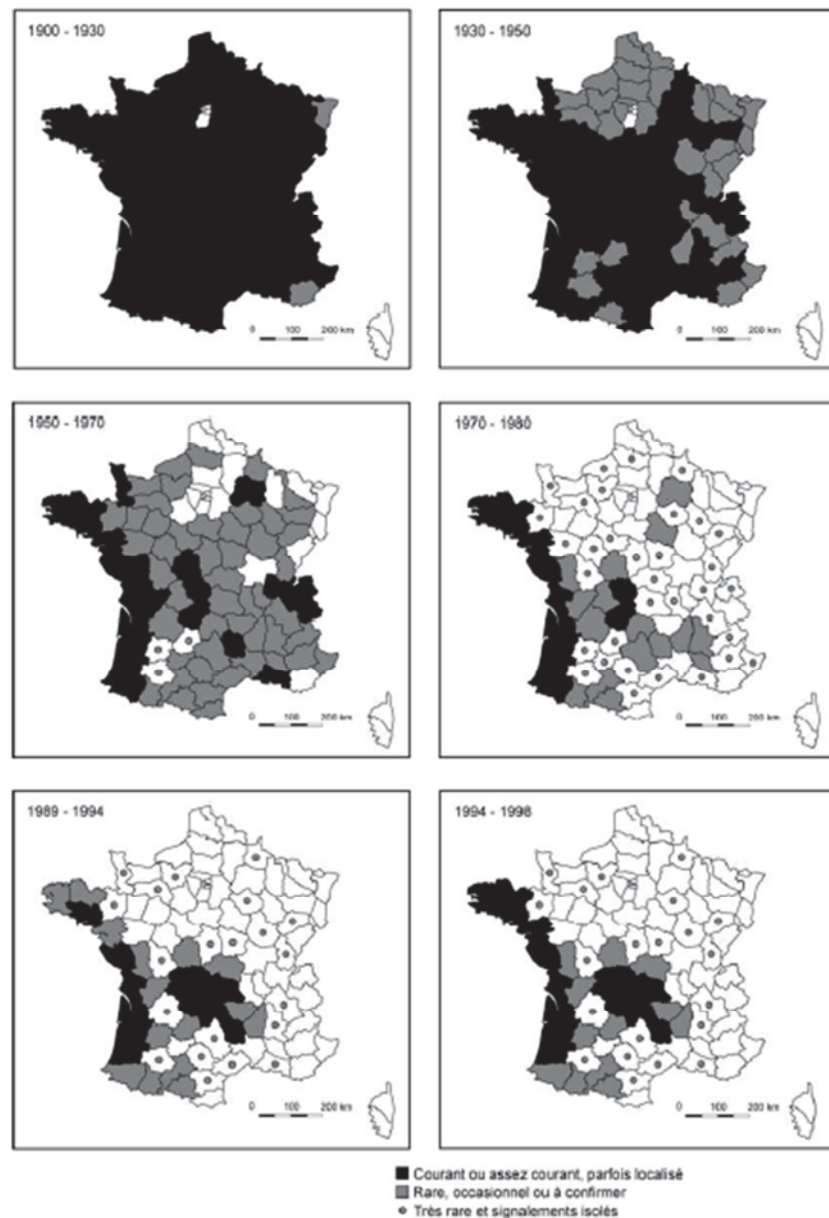 1900 - 1930
0 100 200 km
1930 - 1950
0 100 200 km
1950 - 1970
0 100 200 km
1970 - 1980
0 100 200 km
1989 - 1994
0 100 200 km
1994 - 1998
0 100 200 km
Courant ou assez courant, parfois localisé
Rare, occasionnel ou à confirmer
Très rare et signalements isolés